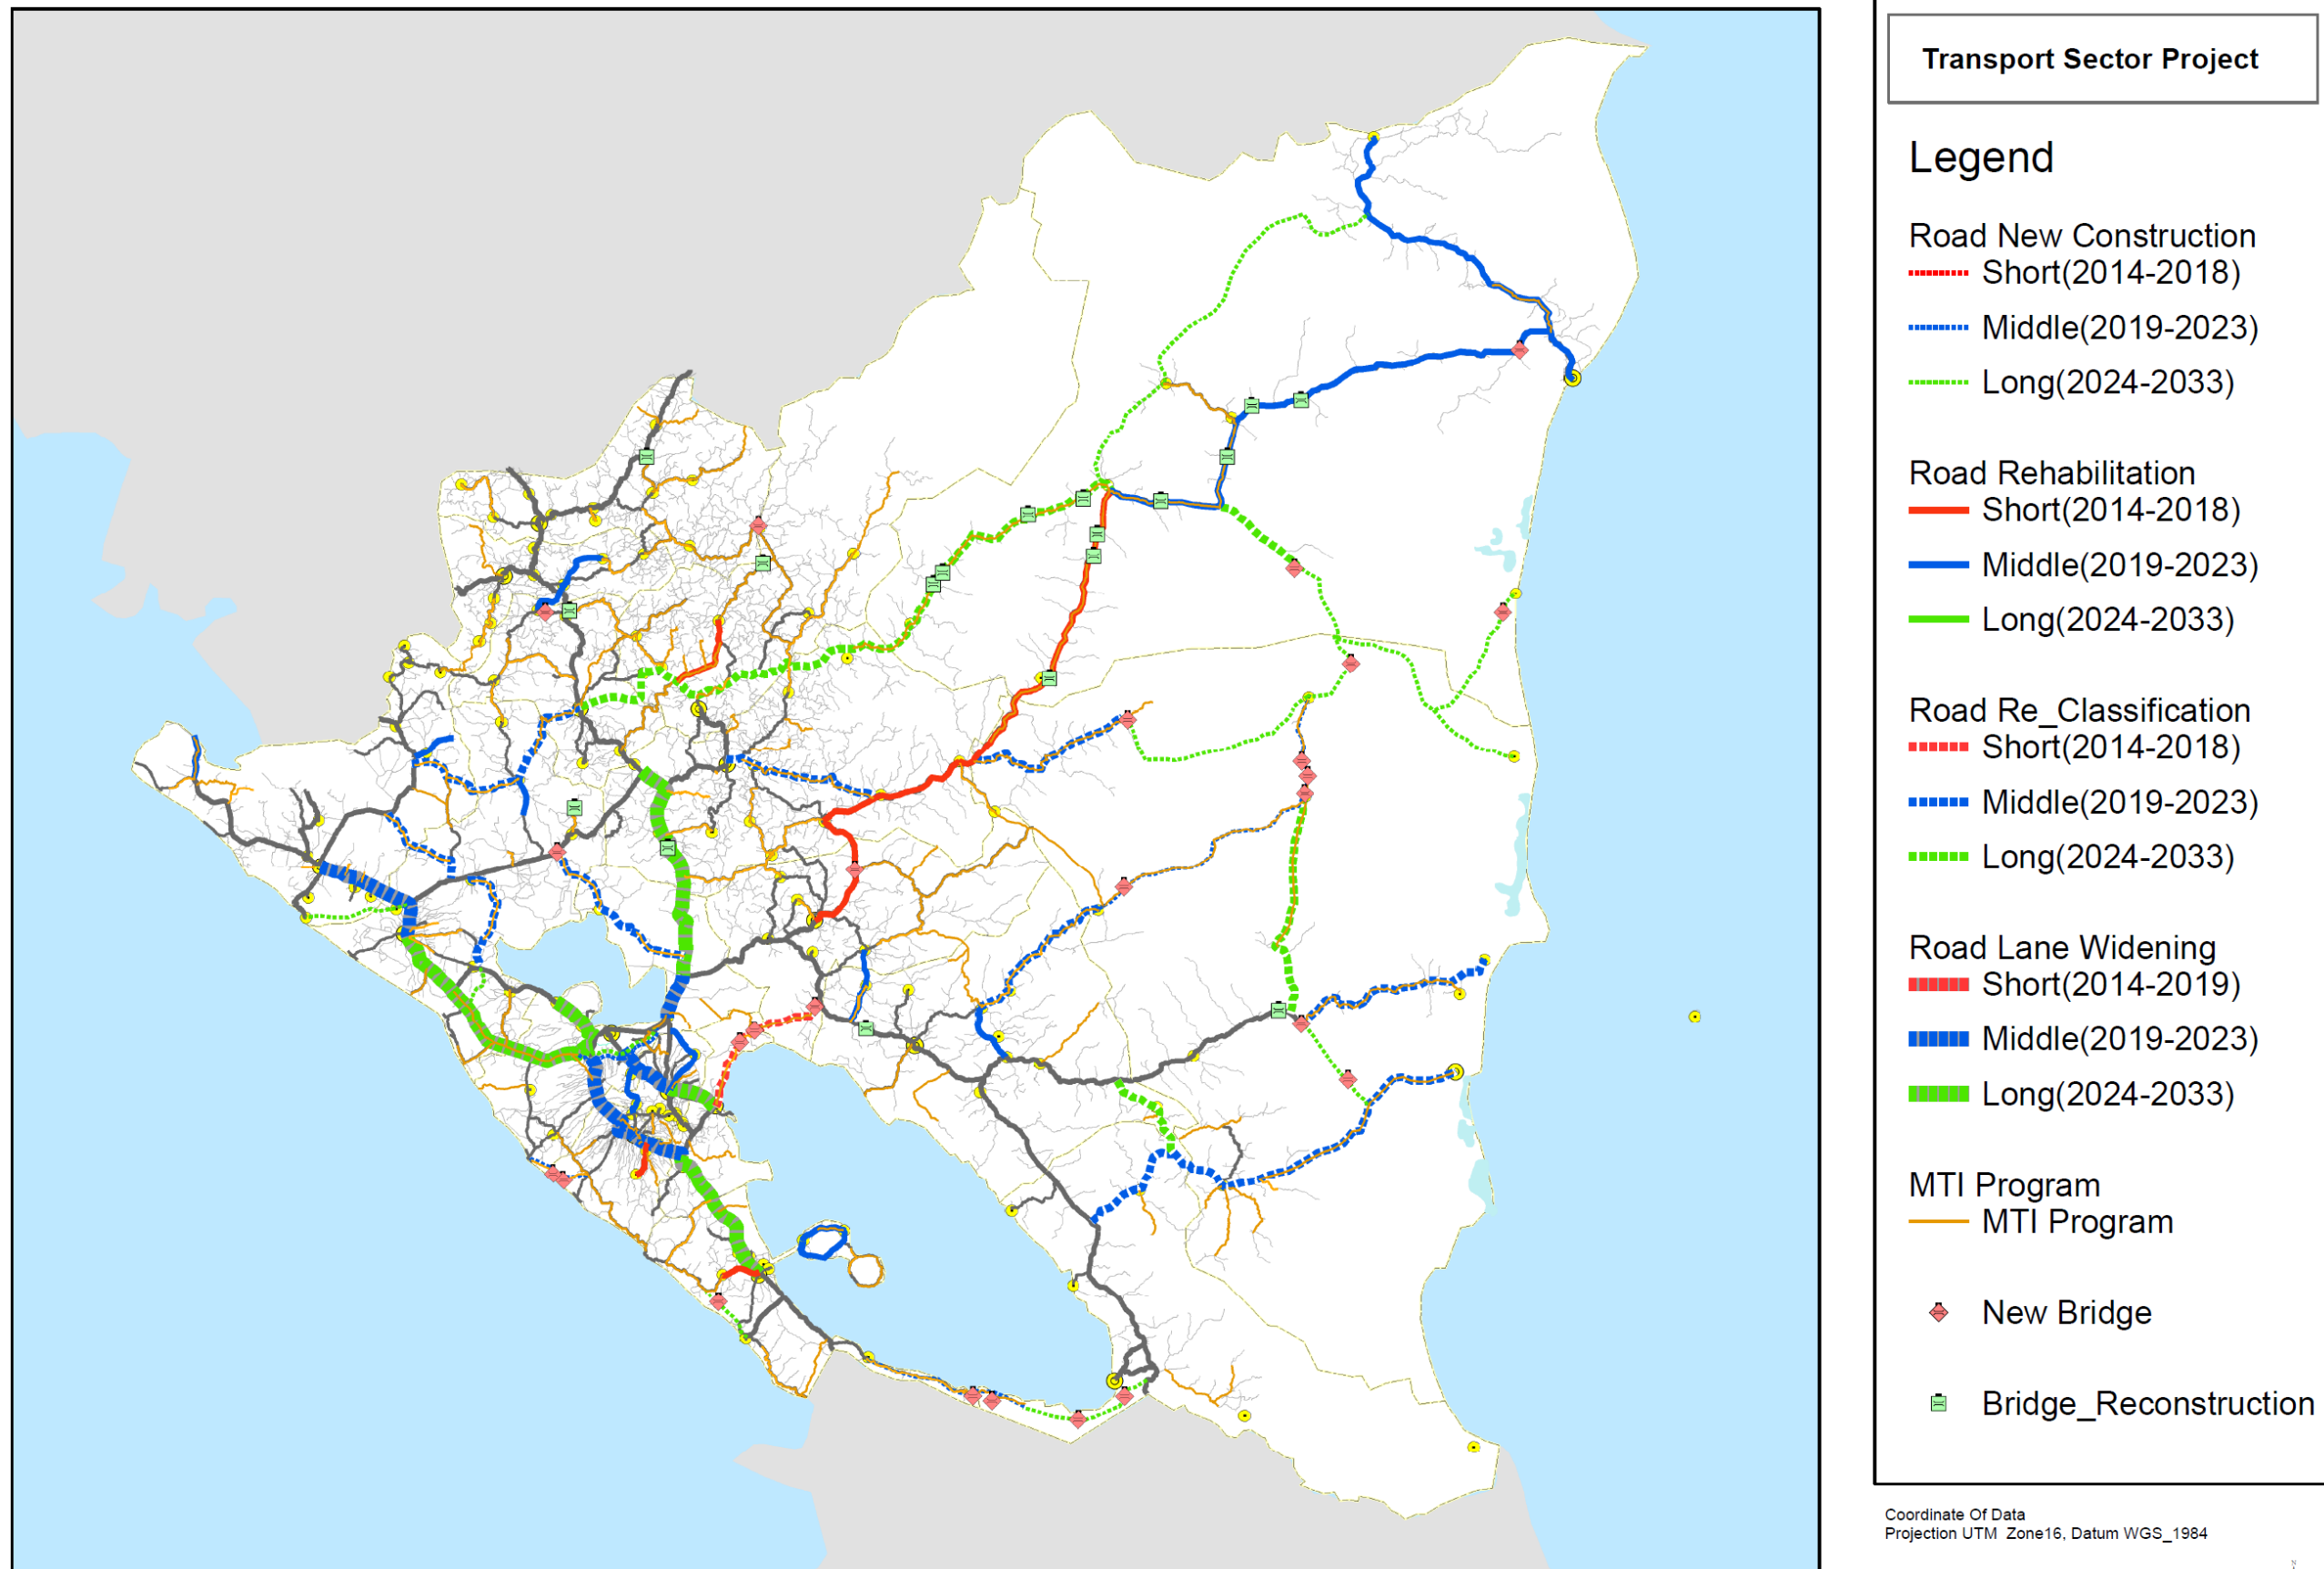 Transport Sector Project
Legend
Road New Construction
Short(2014-2018)
Middle(2019-2023)
Long(2024-2033)
Road Rehabilitation
Short(2014-2018)
Middle(2019-2023)
Long(2024-2033)
Road Re_Classification
Short(2014-2018)
Middle(2019-2023)
Long(2024-2033)
Road Lane Widening
Short(2014-2019)
Middle(2019-2023)
Long(2024-2033)
MTI Program
MTI Program
New Bridge
Bridge_Reconstruction
Coordinate Of Data
Projection UTM Zone16, Datum WGS_1984
N